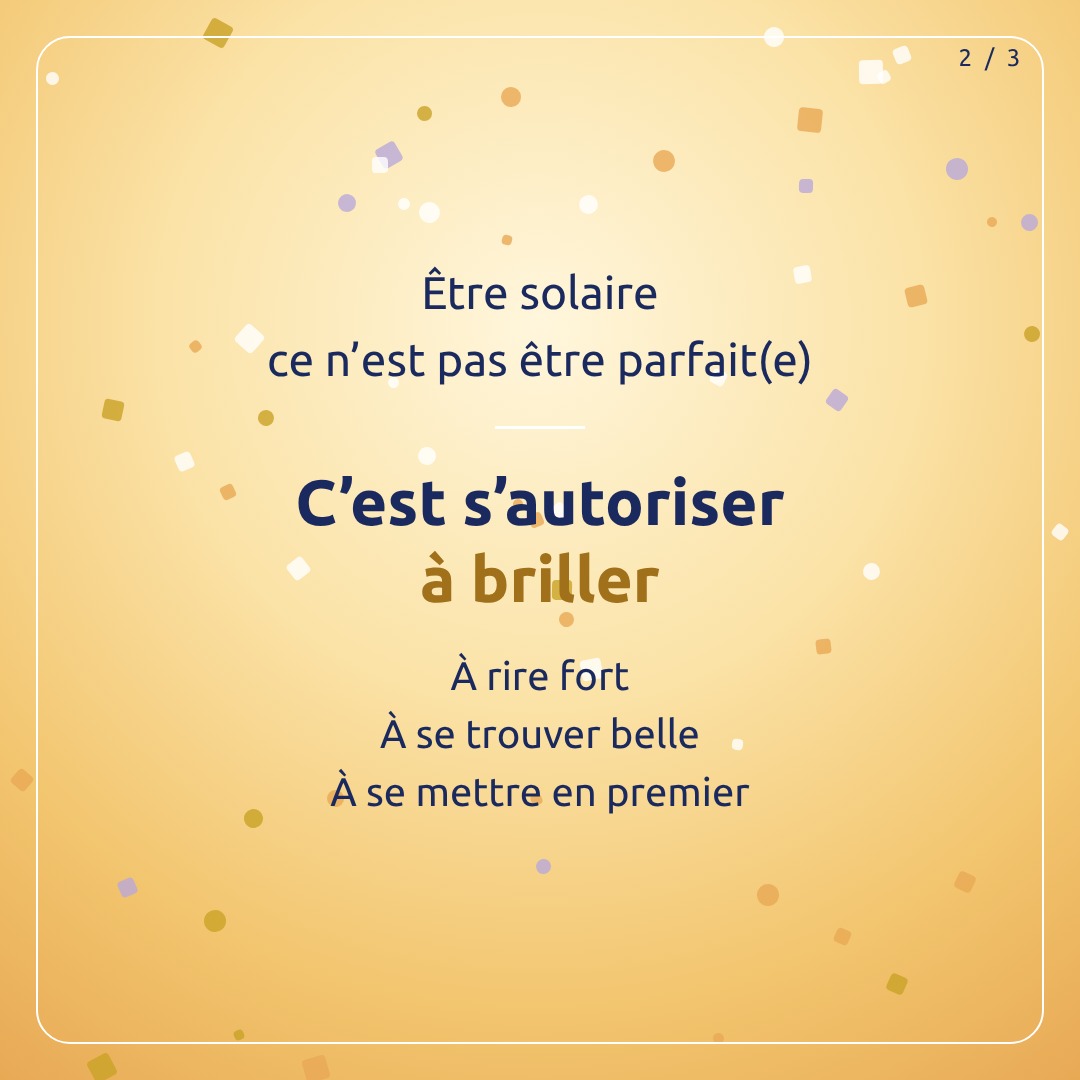 2 / 3
Être solaire
ce n’est pas être parfait(e)
C’est s’autoriser
à briller
À rire fort
À se trouver belle
À se mettre en premier